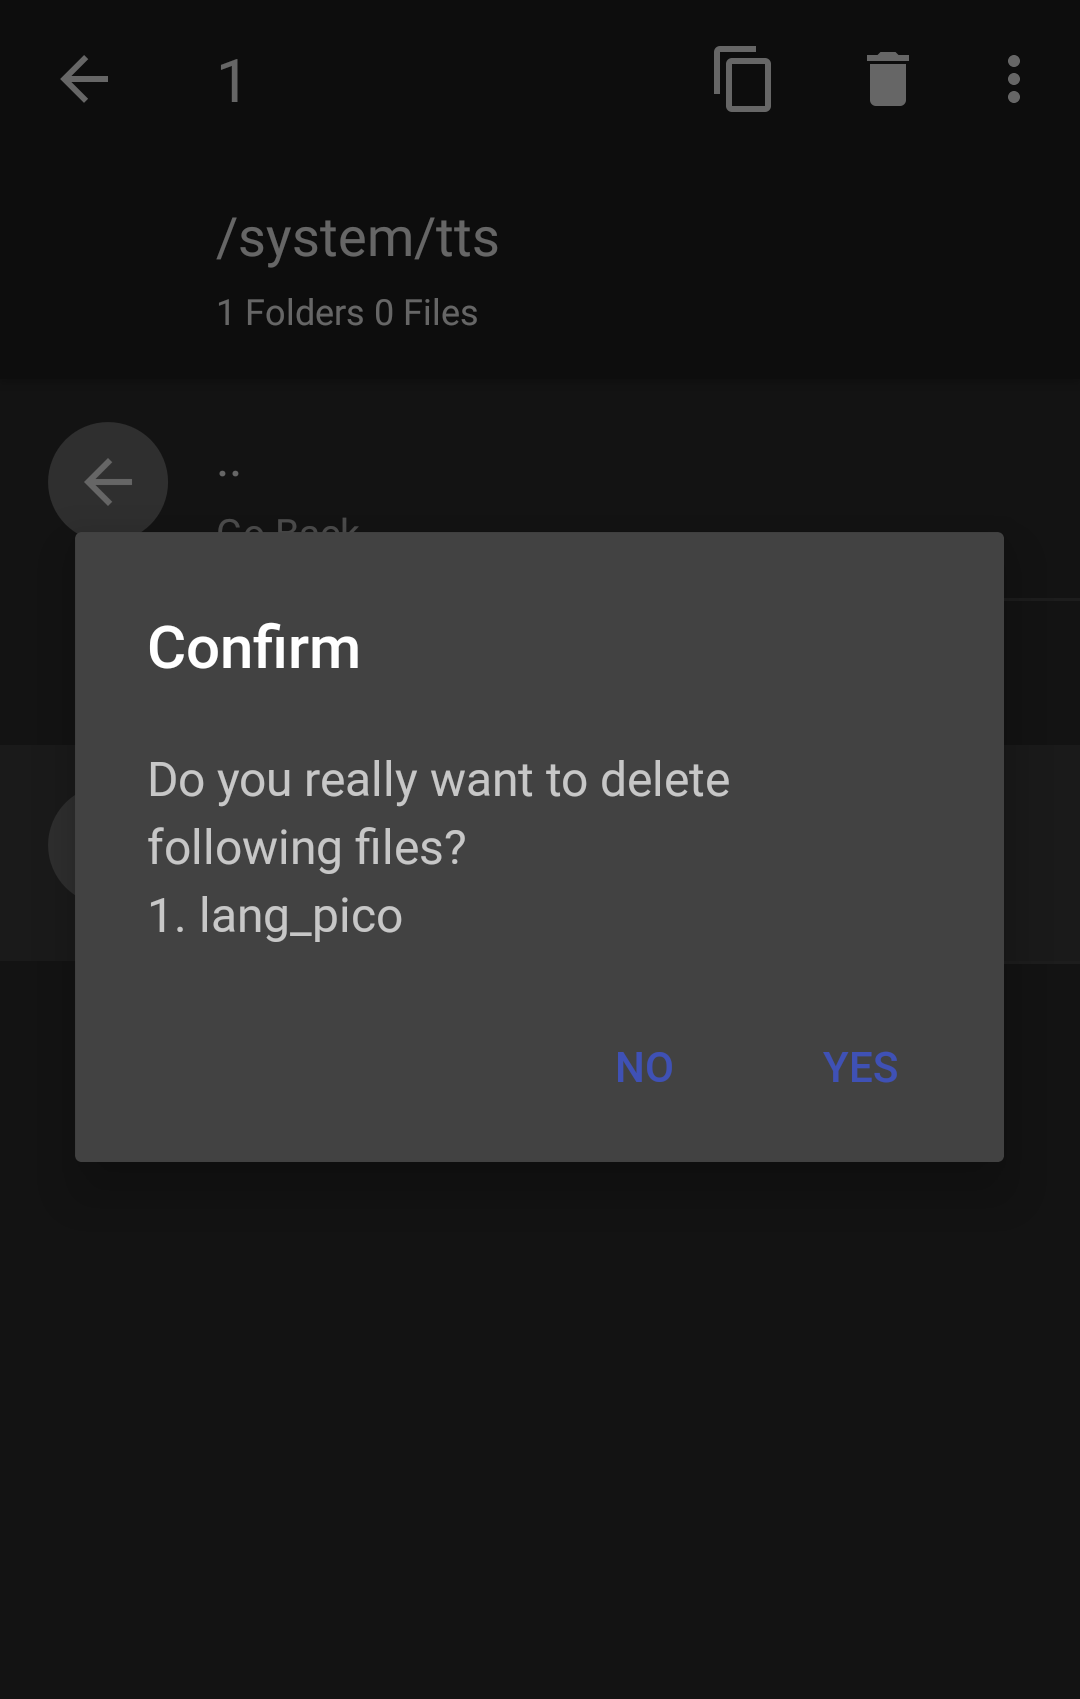 1
/system/tts
1 Folders 0 Files
..
Go Back
Confirm
Do you really want to delete
following files?
1. lang_pico
NO YES